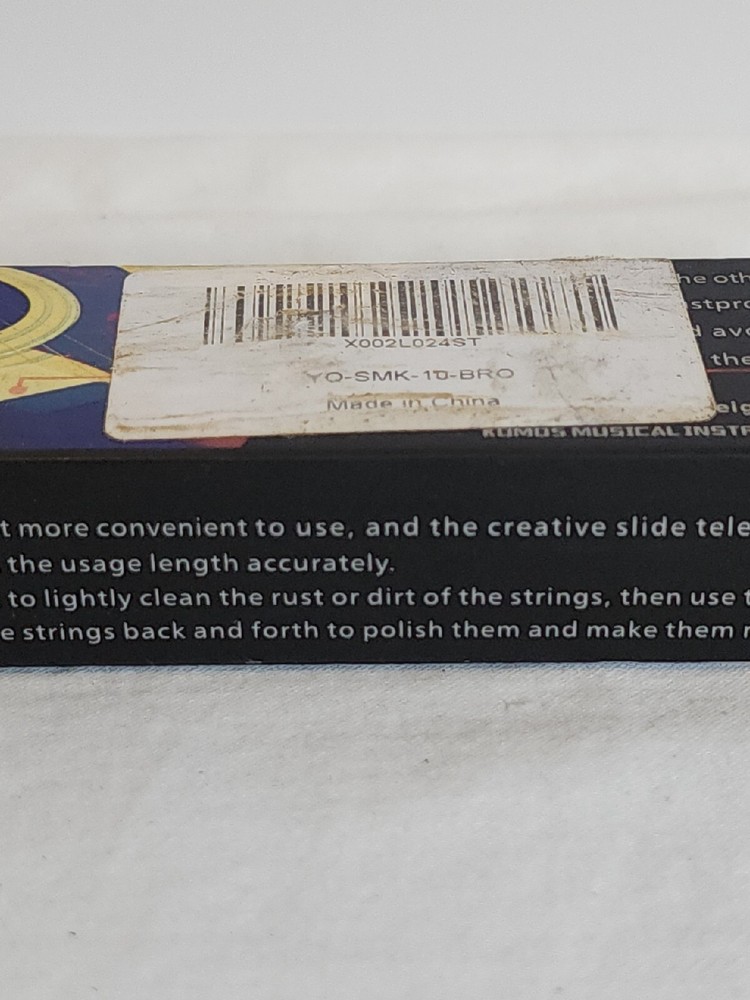 X002L024ST
YO-SMK-10-BRO
Made in China
the
MUSICAL
t more convenient to use, and the creative slide tele
the usage length accurately.
to lightly clean the rust or dirt of the strings, then use t
e strings back and forth to polish them and make them